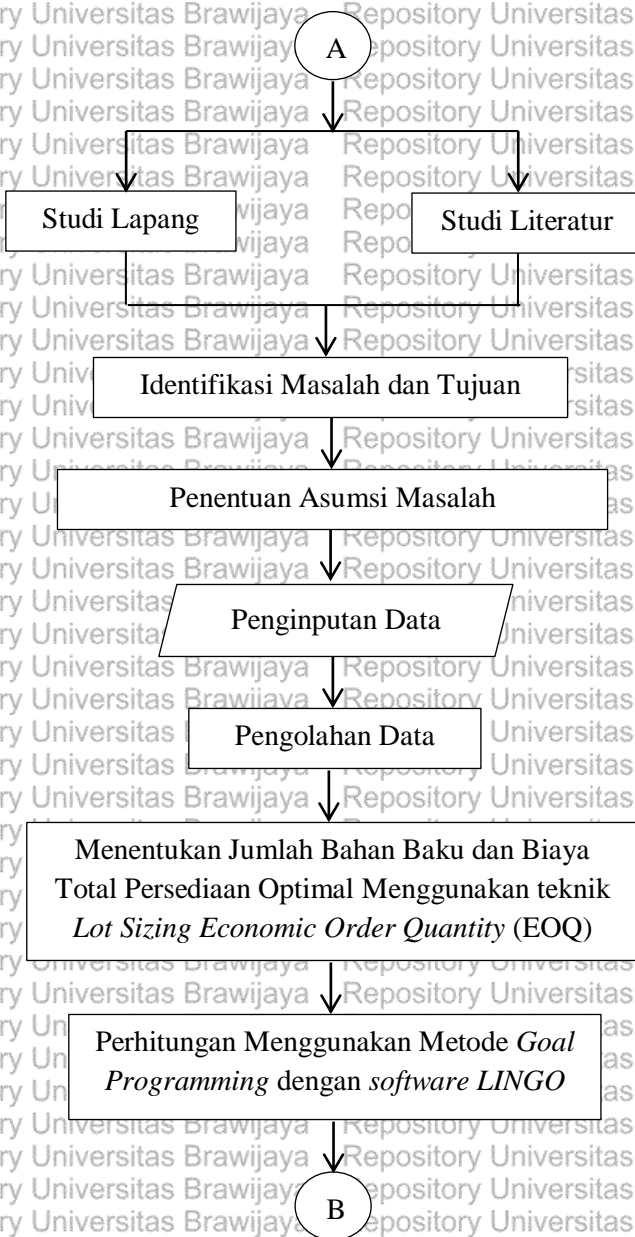 A
Studi Lapang
Studi Literatur
Identifikasi Masalah dan Tujuan
Penentuan Asumsi Masalah
Penginputan Data
Pengolahan Data
Menentukan Jumlah Bahan Baku dan Biaya
Total Persediaan Optimal Menggunakan teknik
Lot Sizing Economic Order Quantity (EOQ)
Perhitungan Menggunakan Metode Goal
Programming dengan software LINGO
B